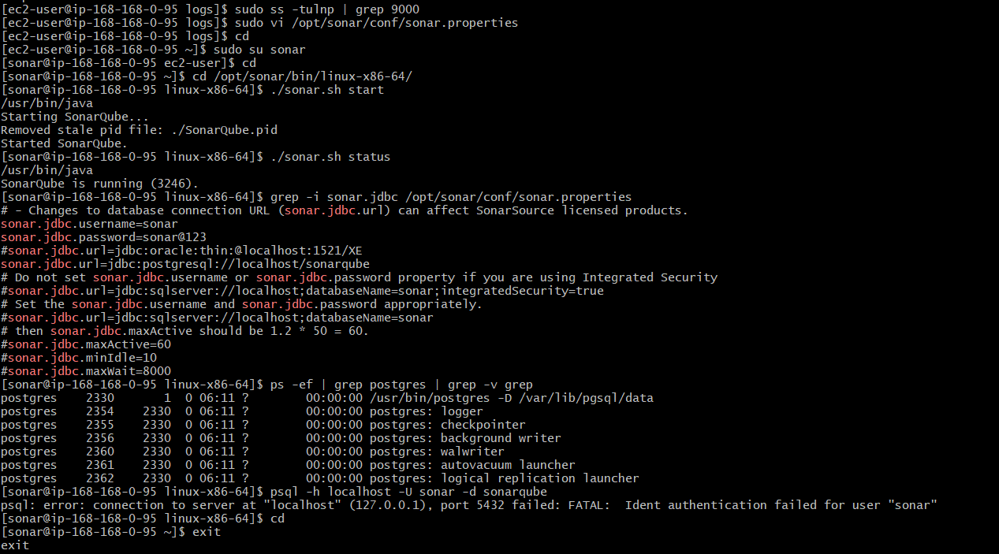 [ec2-user@ip-168-168-0-95 logs]$ sudo ss -tulnp | grep 9000
[ec2-user@ip-168-168-0-95 logs]$ sudo vi /opt/sonar/conf/sonar.properties
[ec2-user@ip-168-168-0-95 logs]$ cd
[ec2-user@ip-168-168-0-95 ~]$ sudo su sonar
[sonar@ip-168-168-0-95 ec2-user]$ cd
[sonar@ip-168-168-0-95 ~]$ cd /opt/sonar/bin/linux-x86-64/
[sonar@ip-168-168-0-95 linux-x86-64]$ ./sonar.sh start
/usr/bin/java
Starting SonarQube...
Removed stale pid file: ./SonarQube.pid
Started SonarQube.
[sonar@ip-168-168-0-95 linux-x86-64]$ ./sonar.sh status
/usr/bin/java
SonarQube is running (3246).
[sonar@ip-168-168-0-95 linux-x86-64]$ grep -i sonar.jdbc /opt/sonar/conf/sonar.properties
# - Changes to database connection URL (sonar.jdbc.url) can affect SonarSource licensed products.
sonar.jdbc.username=sonar
sonar.jdbc.password=sonar@123
#sonar.jdbc.url=jdbc:oracle:thin:@localhost:1521/XE
sonar.jdbc.url=jdbc:postgresql://localhost/sonarqube
# Do not set sonar.jdbc.username or sonar.jdbc.password property if you are using Integrated Security
#sonar.jdbc.url=jdbc:sqlserver://localhost;databaseName=sonar;integratedSecurity=true
# Set the sonar.jdbc.username and sonar.jdbc.password appropriately.
#sonar.jdbc.url=jdbc:sqlserver://localhost;databaseName=sonar
# then sonar.jdbc.maxActive should be 1.2 * 50 = 60.
#sonar.jdbc.maxActive=60
#sonar.jdbc.minIdle=10
#sonar.jdbc.maxWait=8000
[sonar@ip-168-168-0-95 linux-x86-64]$ ps -ef | grep postgres | grep -v grep
postgres    2330       1  0 06:11 ?        00:00:00 /usr/bin/postgres -D /var/lib/pgsql/data
postgres    2354    2330  0 06:11 ?        00:00:00 postgres: logger
postgres    2355    2330  0 06:11 ?        00:00:00 postgres: checkpointer
postgres    2356    2330  0 06:11 ?        00:00:00 postgres: background writer
postgres    2360    2330  0 06:11 ?        00:00:00 postgres: walwriter
postgres    2361    2330  0 06:11 ?        00:00:00 postgres: autovacuum launcher
postgres    2362    2330  0 06:11 ?        00:00:00 postgres: logical replication launcher
[sonar@ip-168-168-0-95 linux-x86-64]$ psql -h localhost -U sonar -d sonarqube
psql: error: connection to server at "localhost" (127.0.0.1), port 5432 failed: FATAL:  Ident authentication failed for user "sonar"
[sonar@ip-168-168-0-95 linux-x86-64]$ cd
[sonar@ip-168-168-0-95 ~]$ exit
exit